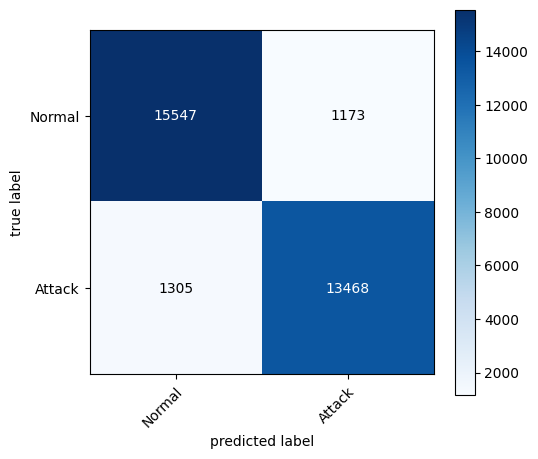 Normal
Attack
true label
15547
1173
1305
13468
Normal
Attack
predicted label
14000
12000
10000
8000
6000
4000
2000